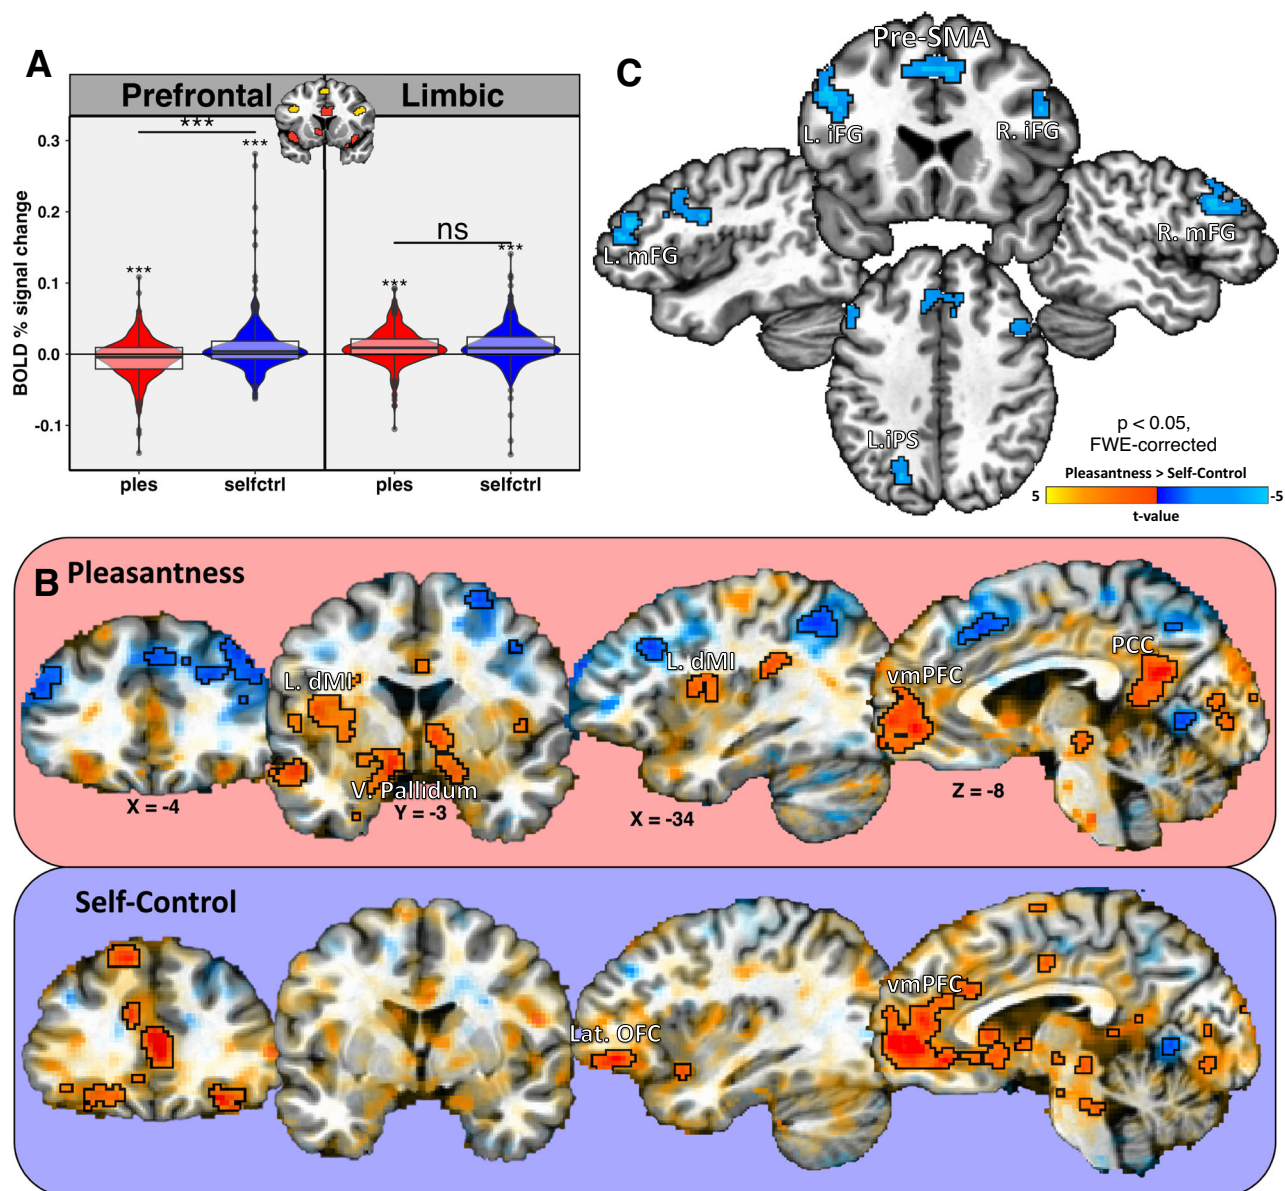 A
Prefrontal
Limbic
BOLD % signal change
0.3
0.2
0.1
0.0
-0.1
***
***
***
ns
***
***
ples
selfctrl
ples
selfctrl
C
Pre-SMA
L. iFG
R. iFG
L. mFG
R. mFG
L.iPS
p < 0.05,
FWE-corrected
Pleasantness > Self-Control
5
-5
t-value
B
Pleasantness
L. dMI
V. Pallidum
L. dMI
vmPFC
PCC
X = -4
Y = -3
X = -34
Z = -8
Self-Control
Lat. OFC
vmPFC